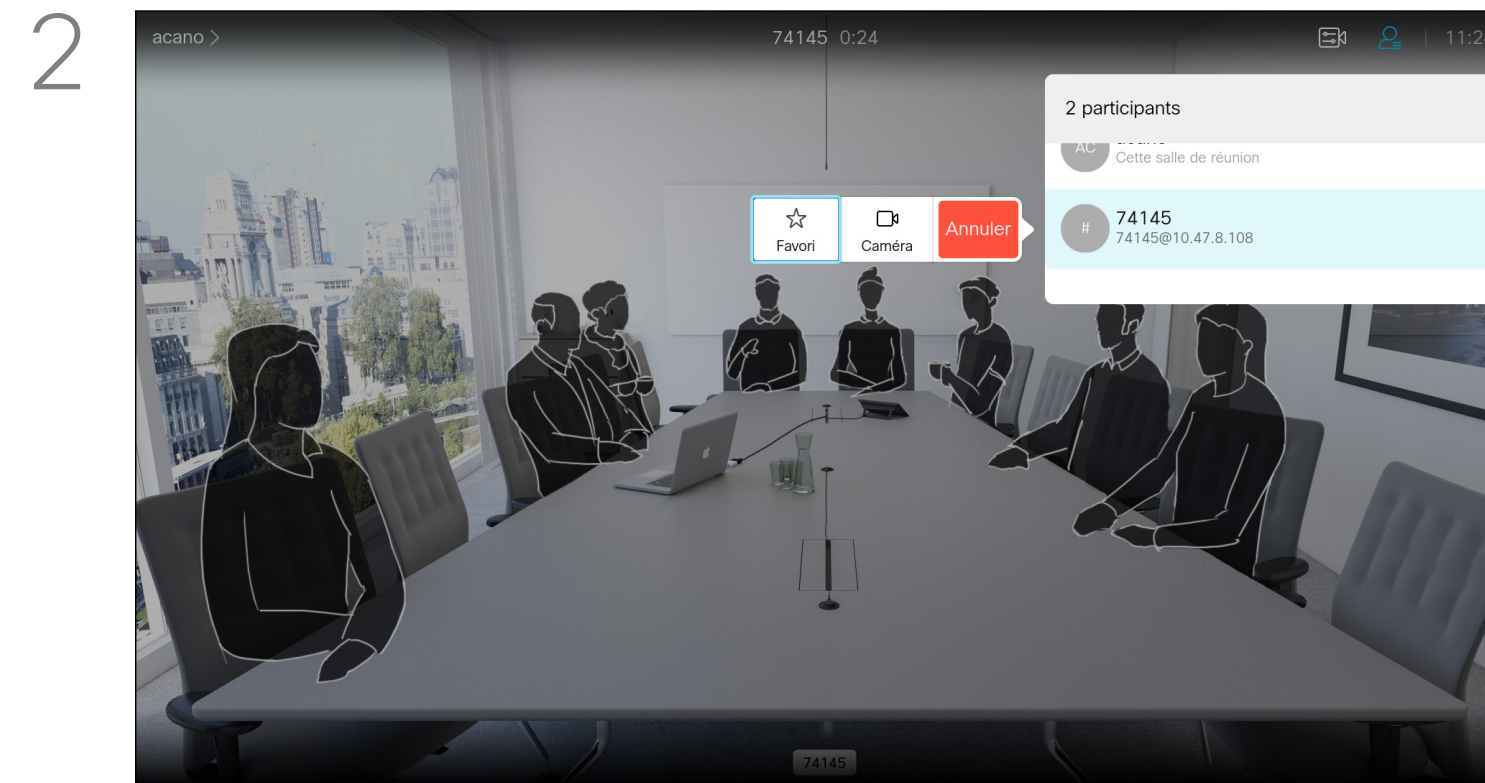 2
acano >
74145 0:24
11:2
2 participants
AC
Cette salle de réunion
#
74145
74145@10.47.8.108
Favori
Caméra
Annuler
74145